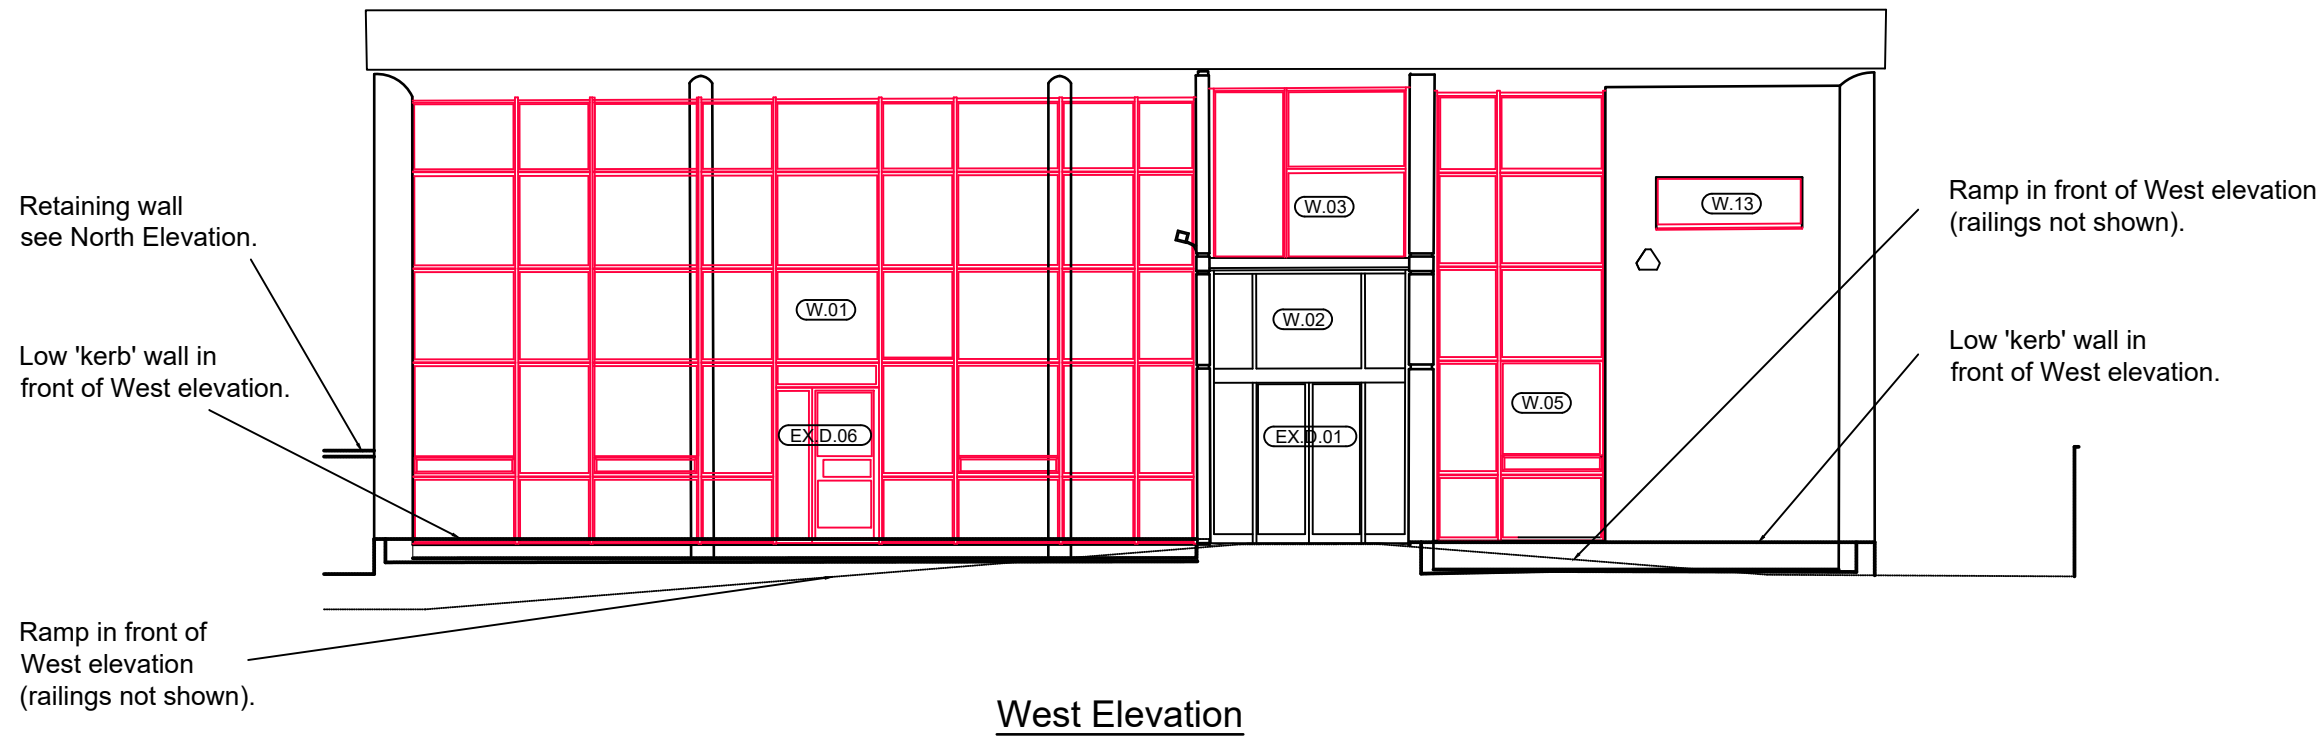 Retaining wall
see North Elevation.
Low 'kerb' wall in
front of West elevation.
Ramp in front of
West elevation
(railings not shown).
W.01
EX.D.06
W.03
W.02
EX.D.01
W.05
W.13
Ramp in front of West elevation
(railings not shown).
Low 'kerb' wall in
front of West elevation.
West Elevation